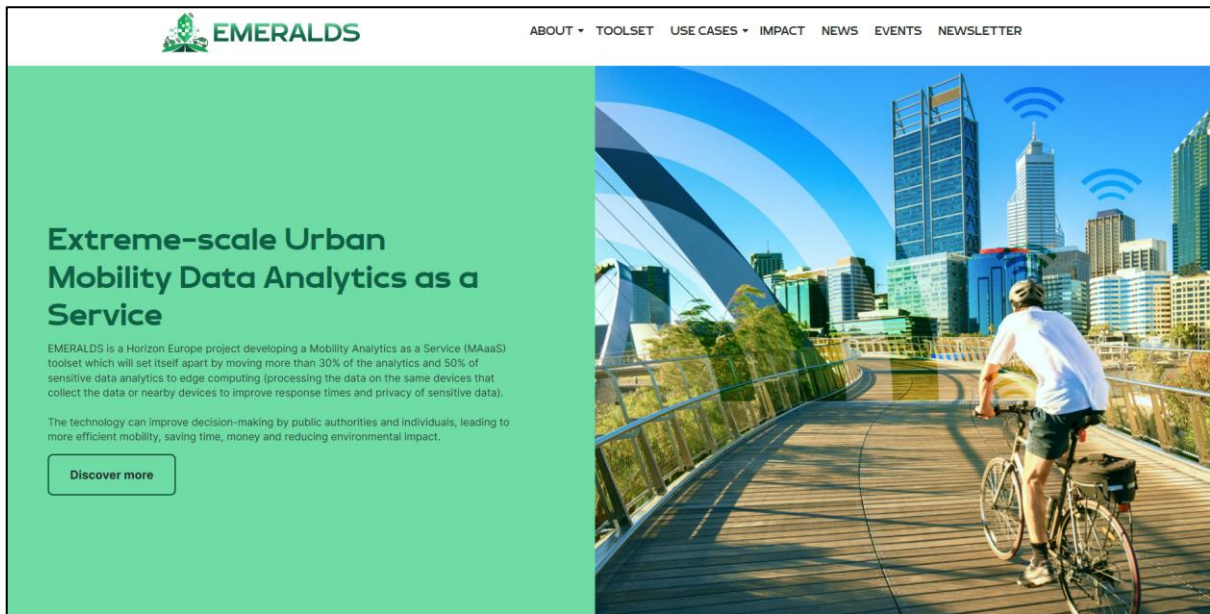 EMERALDS
ABOUT TOOLSET USE CASES IMPACT NEWS EVENTS NEWSLETTER
Extreme-scale Urban
Mobility Data Analytics as a
Service
EMERALDS is a Horizon Europe project developing a Mobility Analytics as a Service (MAaaS)
toolset which will set itself apart by moving more than 30% of the analytics and 50% of
sensitive data analytics to edge computing (processing the data on the same devices that
collect the data or nearby devices to improve response times and privacy of sensitive data).
The technology can improve decision-making by public authorities and individuals, leading to
more efficient mobility, saving time, money and reducing environmental impact.
Discover more